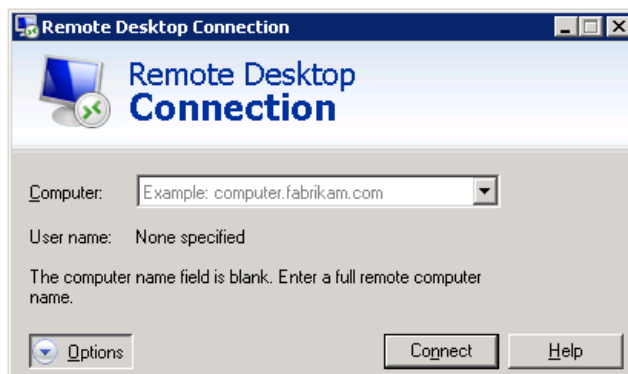 Remote Desktop Connection
Remote Desktop
Connection
Computer: Example: computer.fabrikam.com
User name: None specified
The computer name field is blank. Enter a full remote computer
name.
Options Connect Help